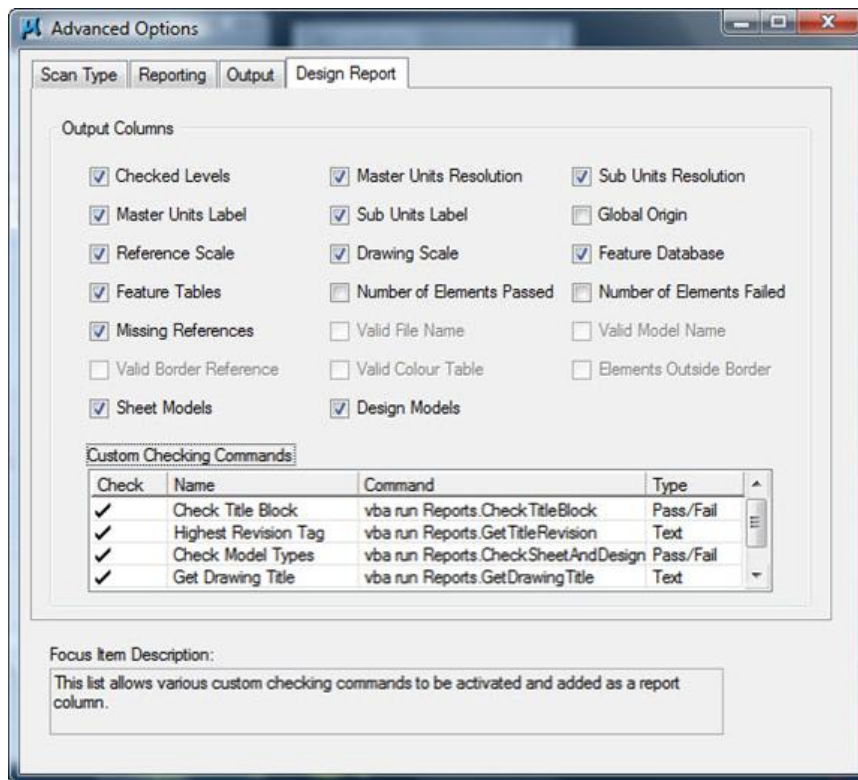 Advanced Options
Scan Type Reporting Output Design Report
Output Columns
Checked Levels Master Units Resolution Sub Units Resolution
Master Units Label Sub Units Label Global Origin
Reference Scale Drawing Scale Feature Database
Feature Tables Number of Elements Passed Number of Elements Failed
Missing References Valid File Name Valid Model Name
Valid Border Reference Valid Colour Table Elements Outside Border
Sheet Models Design Models
Custom Checking Commands
Check Name Command Type
Check Title Block vba run Reports.CheckTitleBlock Pass/Fail
Highest Revision Tag vba run Reports.GetTitleRevision Text
Check Model Types vba run Reports.CheckSheetAndDesign Pass/Fail
Get Drawing Title vba run Reports.GetDrawingTitle Text
Focus Item Description:
This list allows various custom checking commands to be activated and added as a report
column.